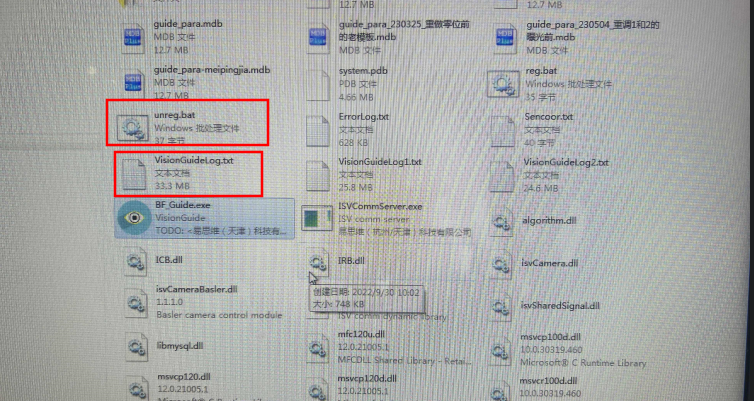 guide_para.mdb
MDB 文件
12.7 MB
guide_para_230325_重做零位前
的老模板.mdb
12.7 MB
guide_para_230504_重调1和2的
曝光前.mdb
12.7 MB
guide_para-meipingjia.mdb
MDB 文件
12.7 MB
system.pdb
PDB 文件
4.66 MB
reg.bat
Windows 批处理文件
35 字节
unreg.bat
Windows 批处理文件
37 字节
ErrorLog.txt
文本文档
628 KB
Sencoor.txt
文本文档
40 字节
VisionGuideLog.txt
文本文档
33.3 MB
VisionGuideLog1.txt
文本文档
25.8 MB
VisionGuideLog2.txt
文本文档
24.6 MB
BF_Guide.exe
VisionGuide
TODO: <易思维（天津）科技有...
ISVCommServer.exe
ISV comm server
易思维（杭州/天津）科技有限公司
algorithm.dll
ICB.dll
IRB.dll
isvCamera.dll
创建日期: 2022/9/30 10:02
大小: 748 KB
isvCameraBasler.dll
1.1.1.0
Basler camera control module
ISV comm dynamic library
isvSharedSignal.dll
libmysql.dll
mfc120u.dll
12.0.21005.1
MFCDLL Shared Library - Retai...
msvcp100d.dll
10.0.30319.460
Microsoft® C Runtime Library
msvcp120.dll
12.0.21005.1
msvcp120d.dll
12.0.21005.1
msvcr100d.dll
10.0.30319.460